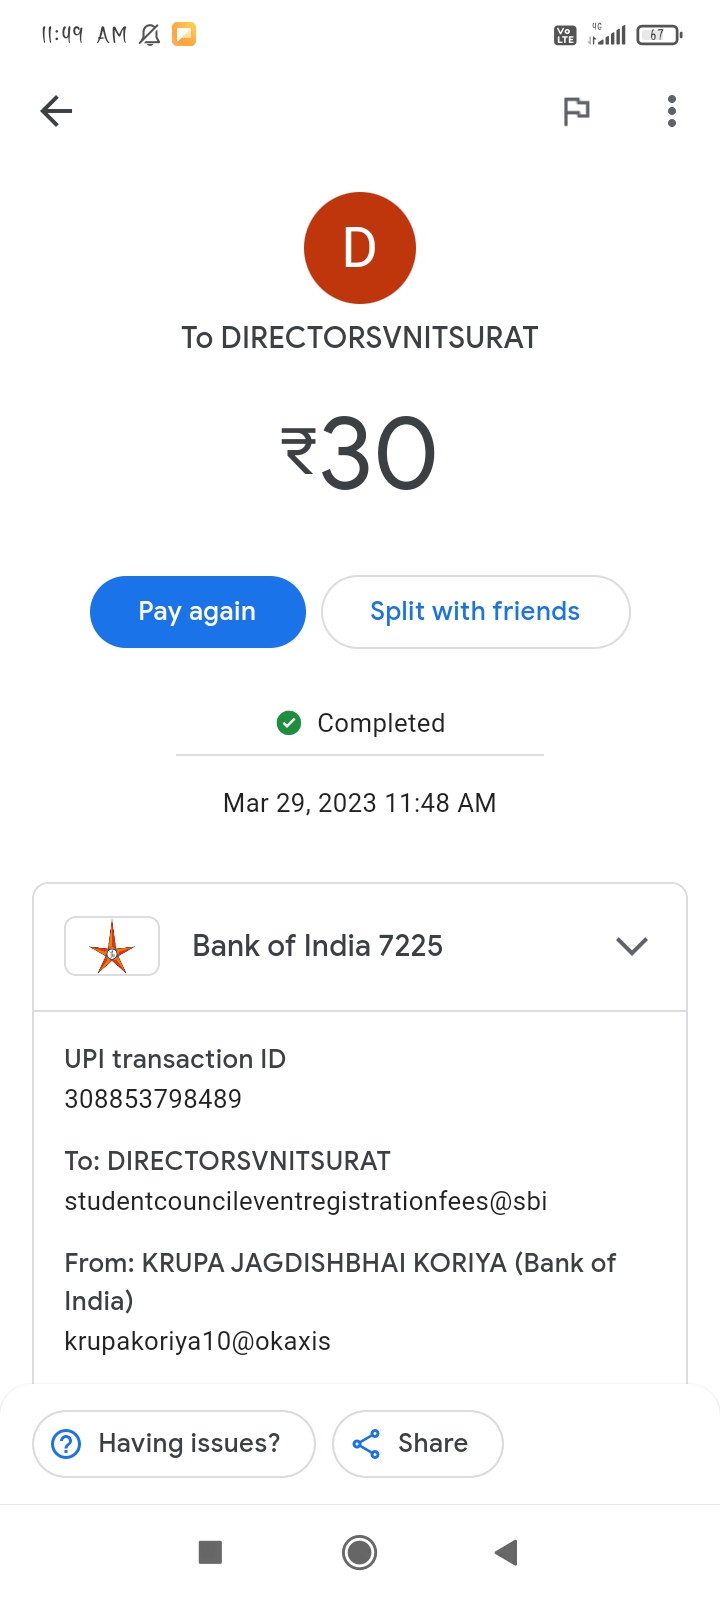 11:49 AM
Vo LTE 4G 67
D
To DIRECTORSVNITSURAT
₹30
Pay again
Split with friends
Completed
Mar 29, 2023 11:48 AM
Bank of India 7225
UPI transaction ID
308853798489
To: DIRECTORSVNITSURAT
studentcouncileventregistrationfees@sbi
From: KRUPA JAGDISHBHAI KORIYA (Bank of
India)
krupakoriya10@okaxis
Having issues?
Share